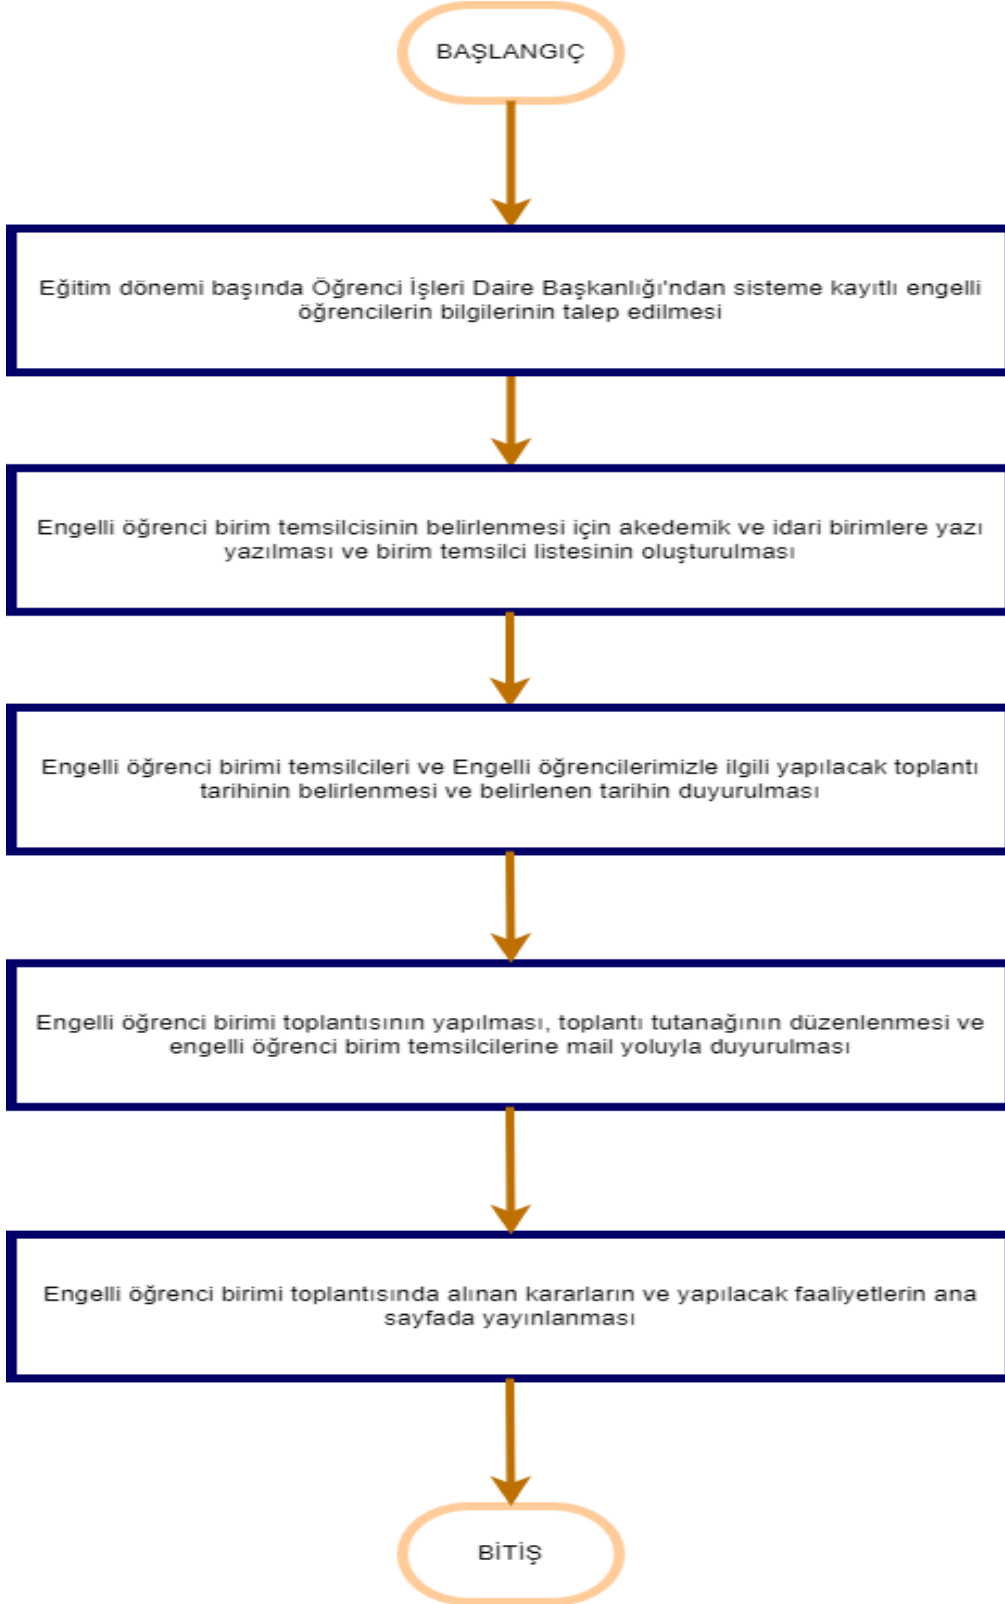 BAŞLANGIÇ
Eğitim dönemi başında Öğrenci İşleri Daire Başkanlığı'ndan sisteme kayıtlı engelli
öğrencilerin bilgilerinin talep edilmesi
Engelli öğrenci birim temsilcisinin belirlenmesi için akedemik ve idari birimlere yazı
yazılması ve birim temsilci listesinin oluşturulması
Engelli öğrenci birimi temsilcileri ve Engelli öğrencilerimizle ilgili yapılacak toplantı
tarihinin belirlenmesi ve belirlenen tarihin duyurulması
Engelli öğrenci birimi toplantısının yapılması, toplantı tutanağının düzenlenmesi ve
engelli öğrenci birim temsilcilerine mail yoluyla duyurulması
Engelli öğrenci birimi toplantısında alınan kararların ve yapılacak faaliyetlerin ana
sayfada yayınlanması
BİTİŞ